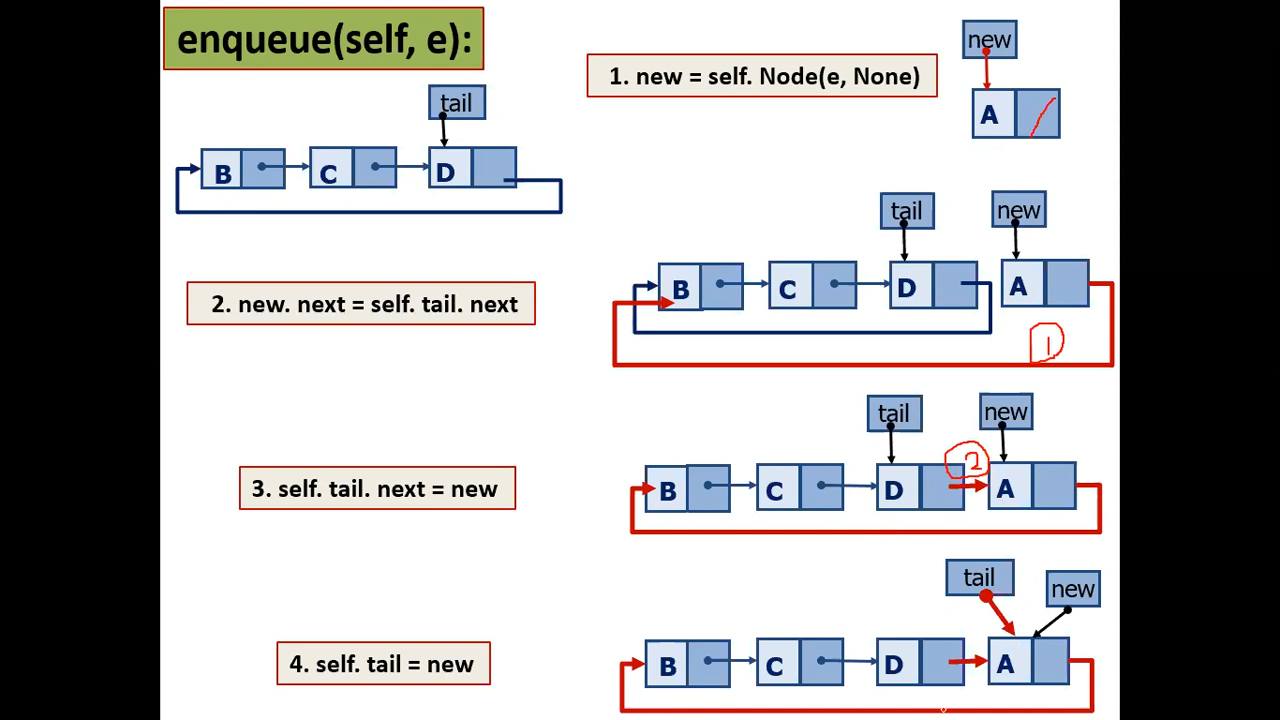 enqueue(self, e):
new
1. new = self. Node(e, None)
A
tail
B C D
tail new
2. new. next = self. tail. next
B C D A
1
tail new
2
3. self. tail. next = new
B C D A
tail
new
4. self. tail = new
B C D A